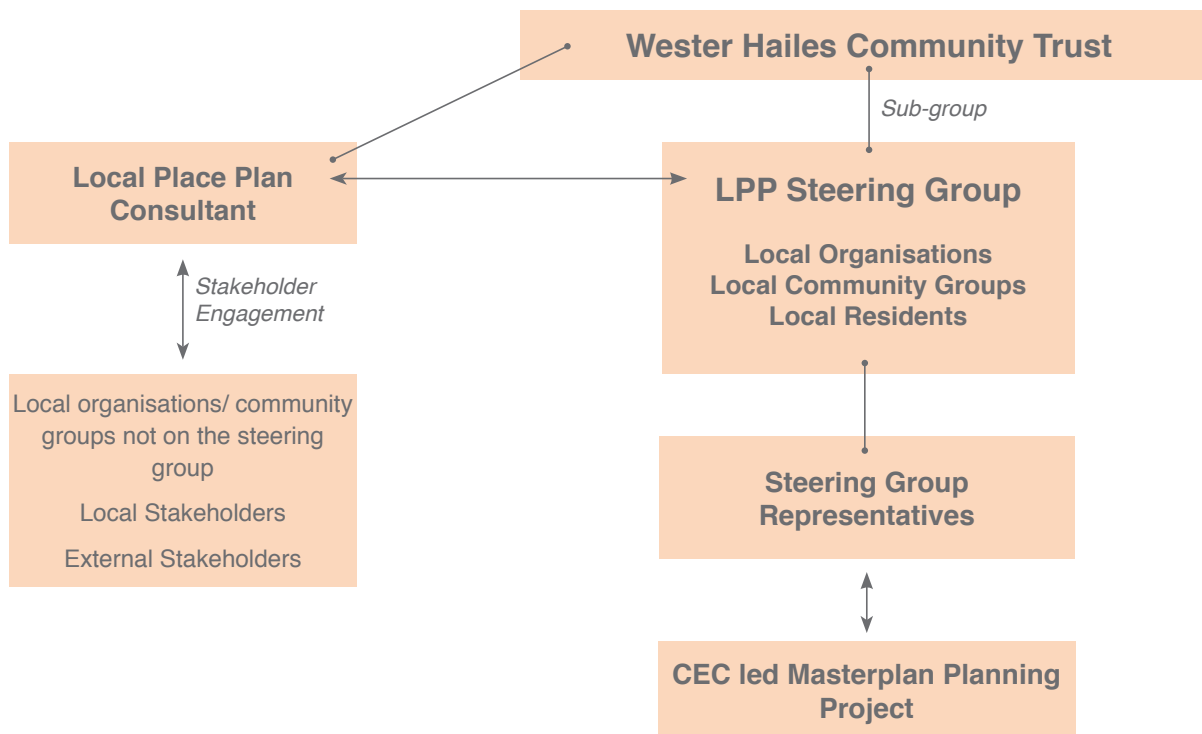 Wester Hailes Community Trust
Sub-group
Local Place Plan
Consultant
LPP Steering Group
Local Organisations
Local Community Groups
Local Residents
Stakeholder
Engagement
Local organisations/ community
groups not on the steering
group
Local Stakeholders
External Stakeholders
Steering Group
Representatives
CEC led Masterplan Planning
Project